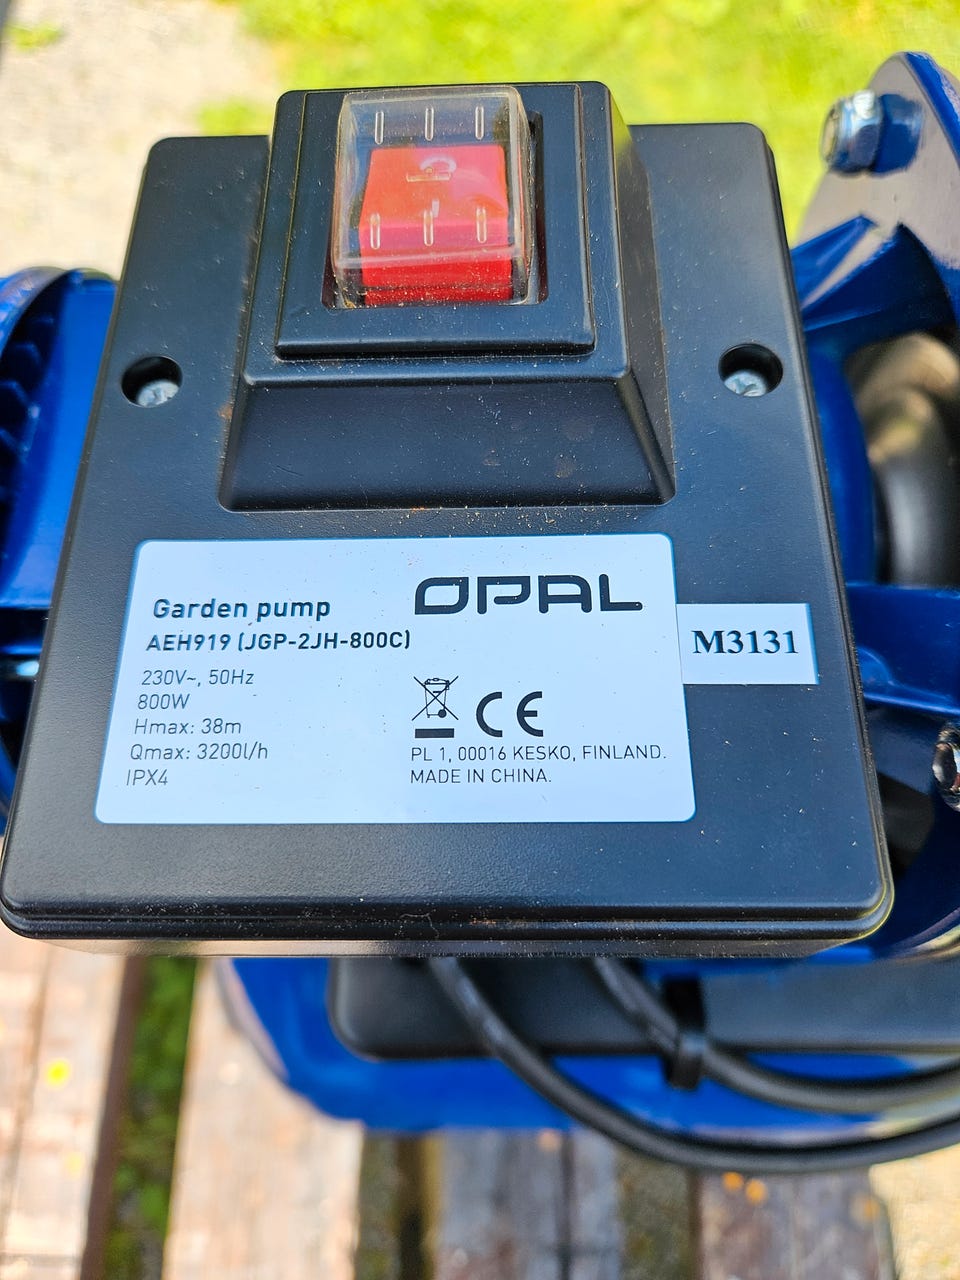 Garden pump
AEH919 (JGP-2JH-800C)
230V~, 50Hz
800W
Hmax: 38m
Qmax: 3200l/h
IPX4
OPAL
CE
PL 1, 00016 KESKO, FINLAND.
MADE IN CHINA.
M3131